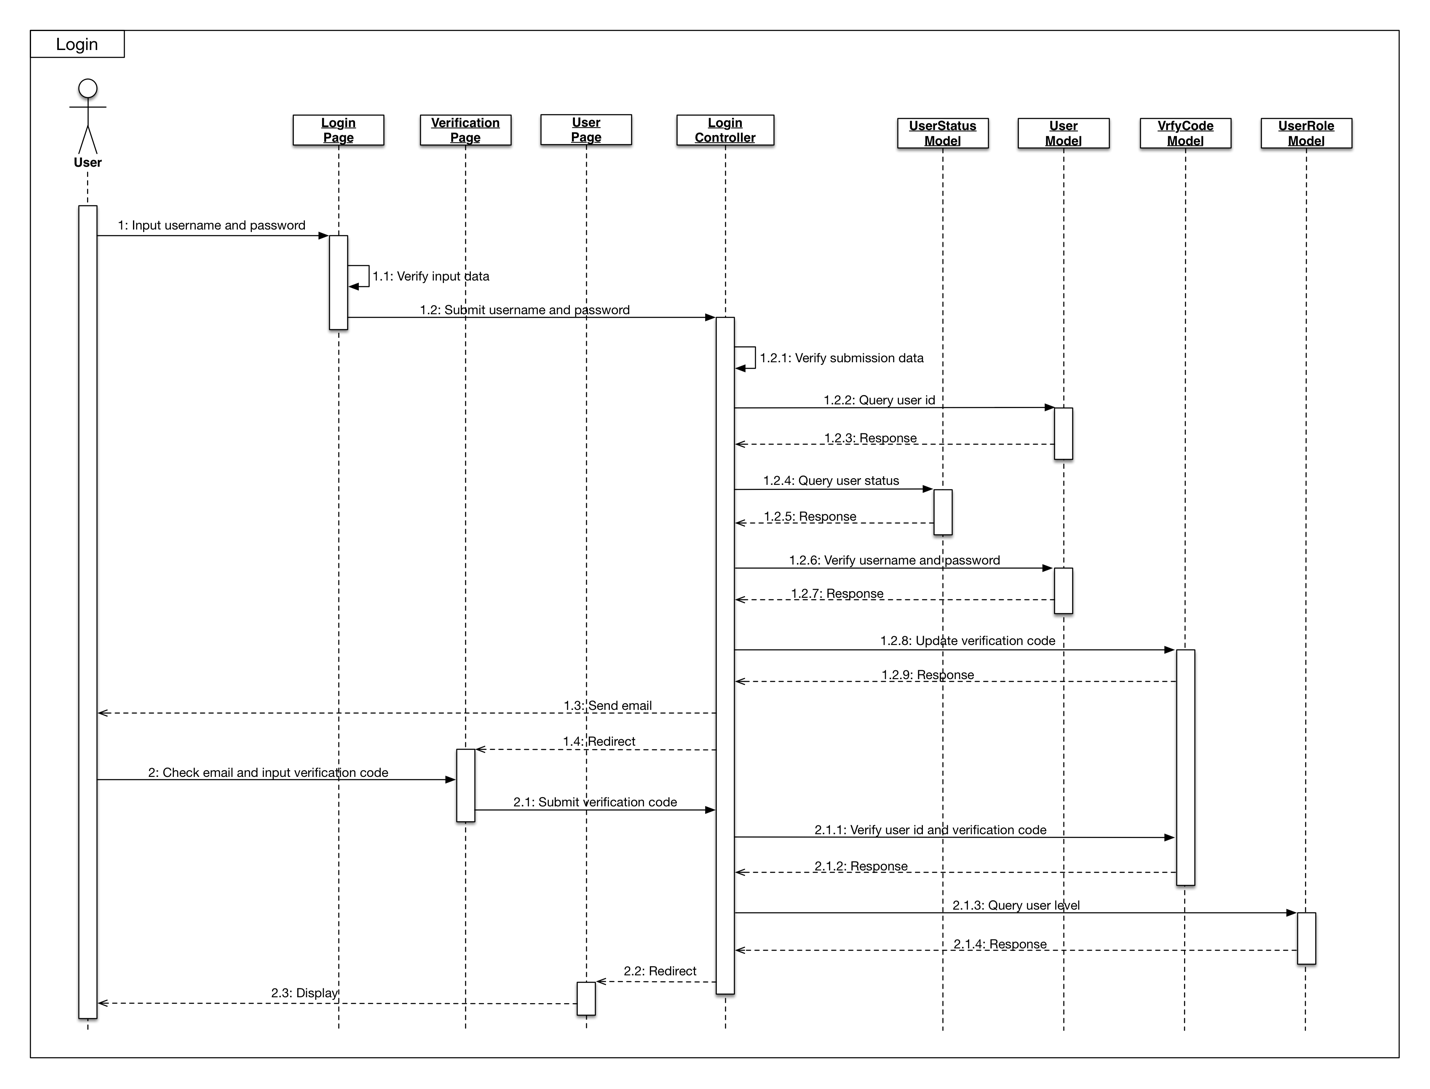 Login
User
Login
Page
Verification
Page
User
Page
Login
Controller
UserStatus
Model
User
Model
VrfyCode
Model
UserRole
Model
1: Input username and password
1.1: Verify input data
1.2: Submit username and password
1.2.1: Verify submission data
1.2.2: Query user id
1.2.3: Response
1.2.4: Query user status
1.2.5: Response
1.2.6: Verify username and password
1.2.7: Response
1.2.8: Update verification code
1.2.9: Response
1.3: Send email
1.4: Redirect
2: Check email and input verification code
2.1: Submit verification code
2.1.1: Verify user id and verification code
2.1.2: Response
2.1.3: Query user level
2.1.4: Response
2.2: Redirect
2.3: Display